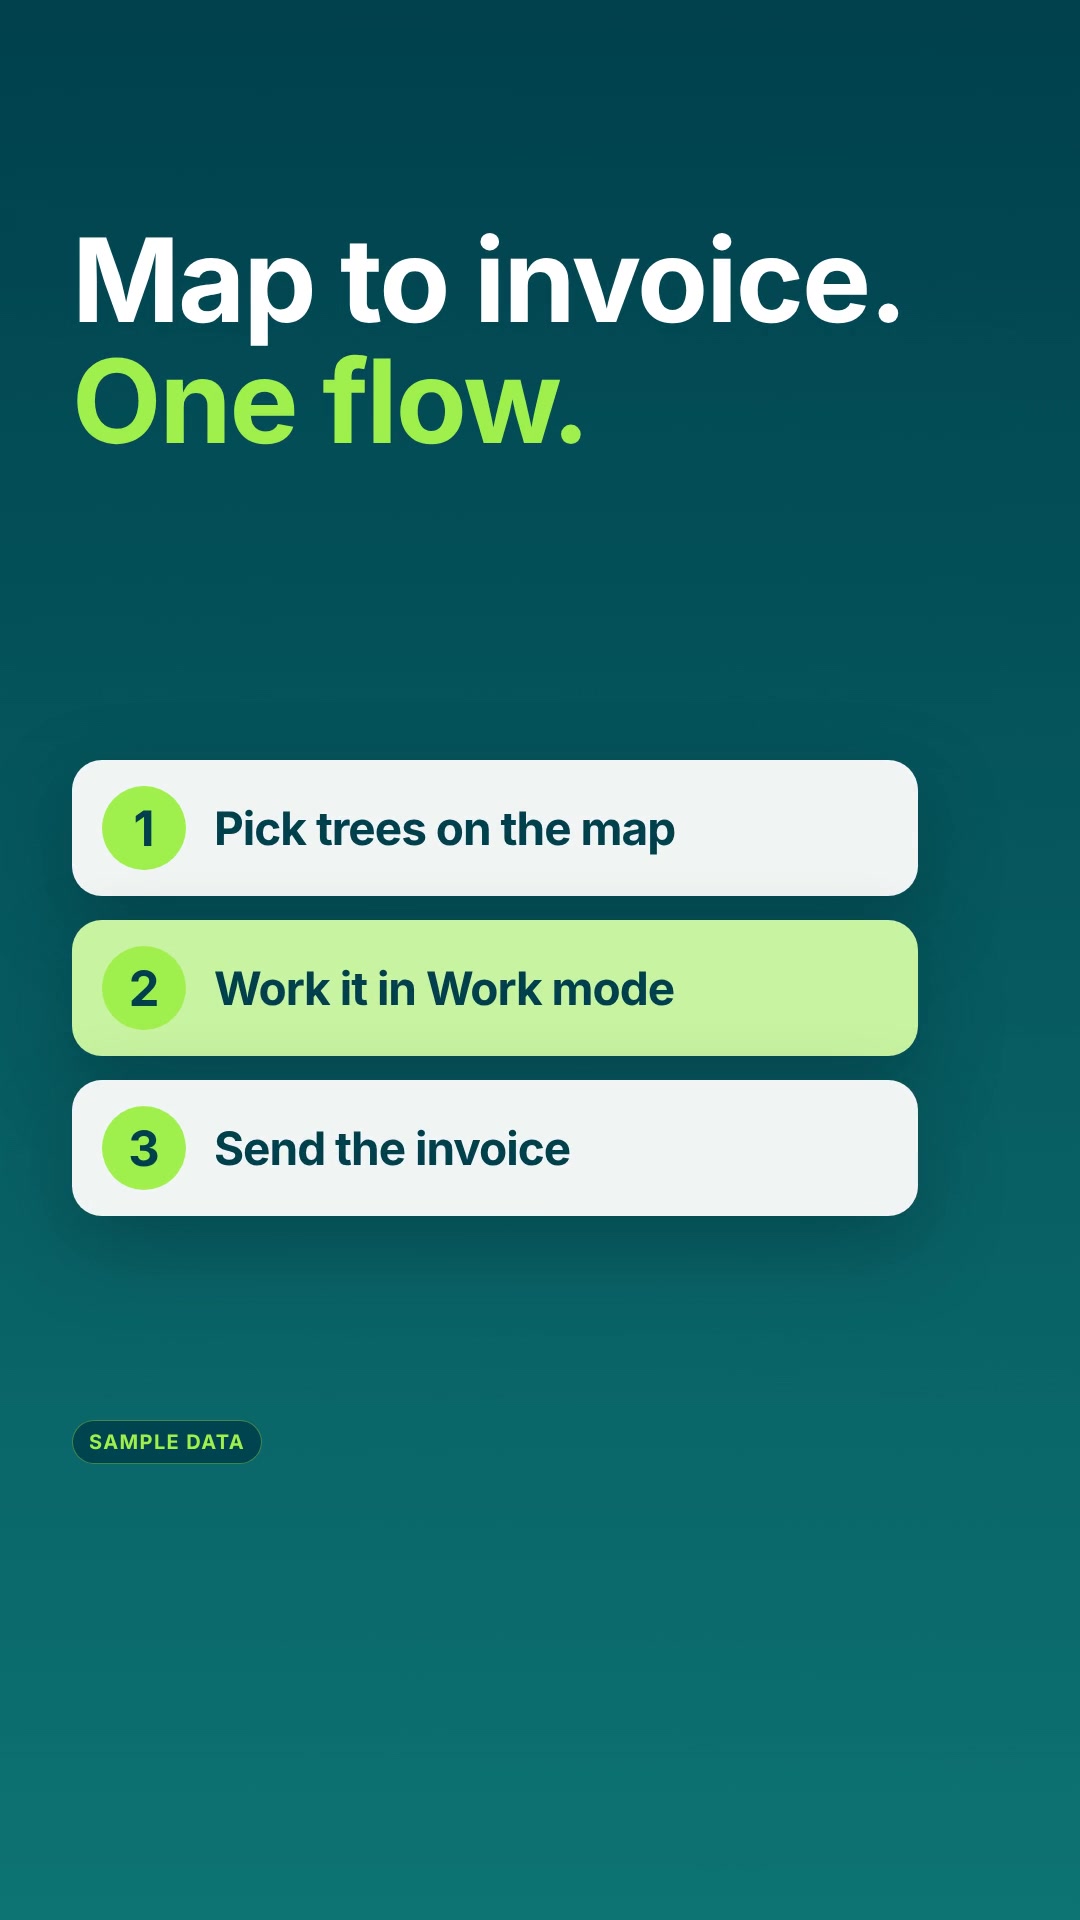 Map to invoice.
One flow.
1 Pick trees on the map
2 Work it in Work mode
3 Send the invoice
SAMPLE DATA